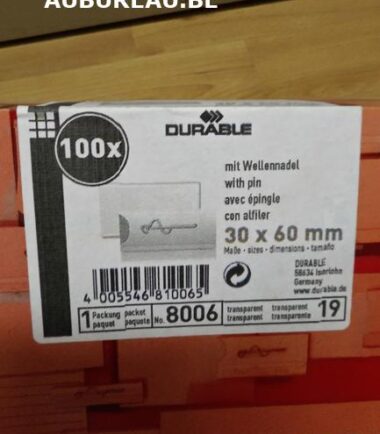 AUBUREAU.BE
DURABLE
100x
mit Wellennadel
with pin
avec épingle
con alfiler
30 x 60 mm
Maße · sizes · dimensions · tamaño
DURABLE
58634 Iserlohn
Germany
www.durable.de
4 005546 810065
1 Packung packet
paquet paquete
No. 8006
transparent transparent
transparent transparente
19